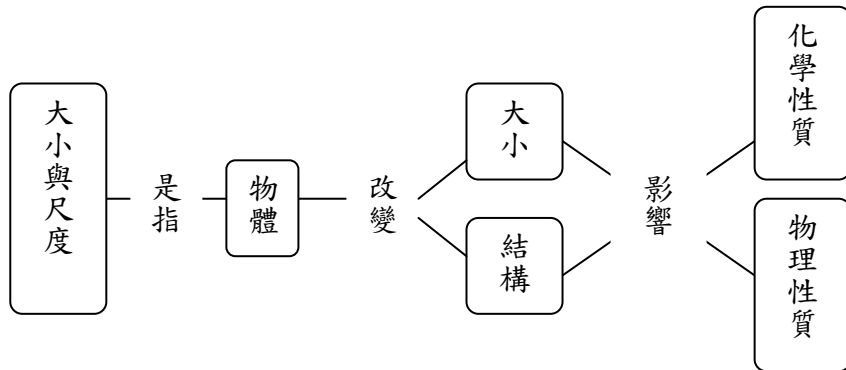 大小與尺度
是指
物體
改變
大小
結構
影響
化學性質
物理性質